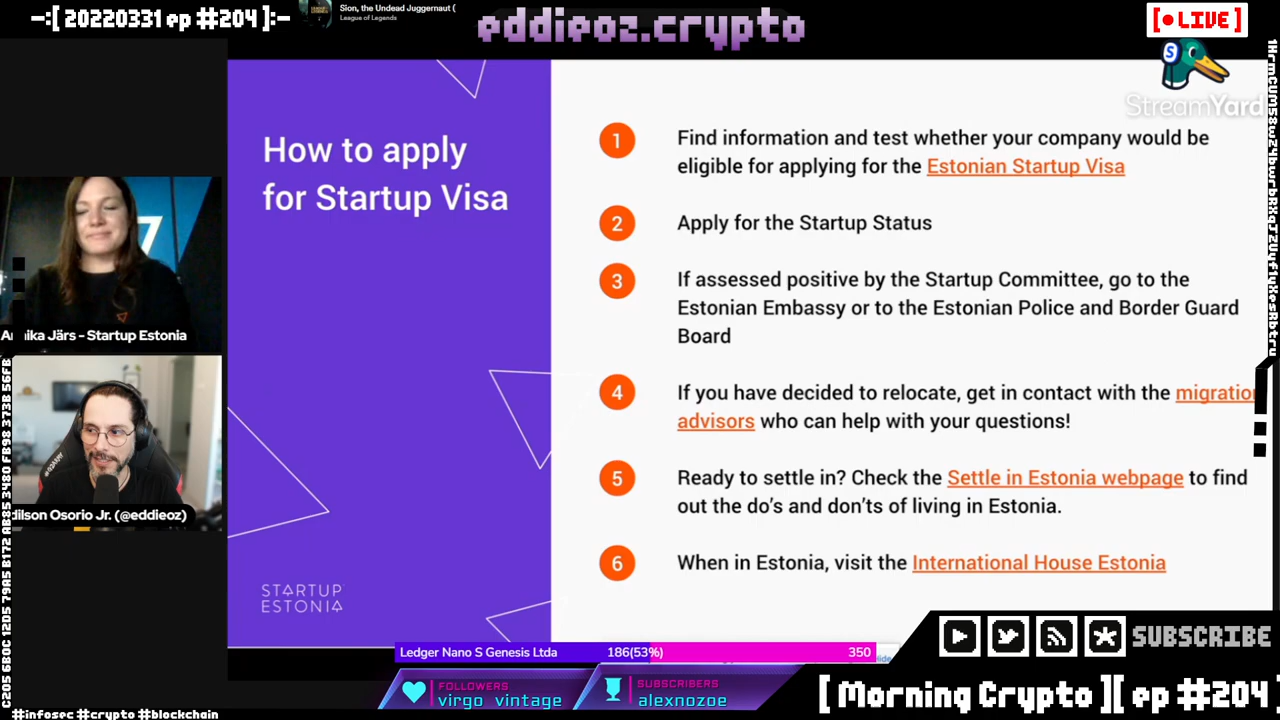 -:[ 20220331 ep #204 ]:-
Sion, the Undead Juggernaut (
League of Legends
eddieoz.crypto
[•LIVE]
StreamYard
How to apply
for Startup Visa
1
Find information and test whether your company would be
eligible for applying for the Estonian Startup Visa
2
Apply for the Startup Status
3
If assessed positive by the Startup Committee, go to the
Estonian Embassy or to the Estonian Police and Border Guard
Board
4
If you have decided to relocate, get in contact with the migration
advisors who can help with your questions!
5
Ready to settle in? Check the Settle in Estonia webpage to find
out the do's and don'ts of living in Estonia.
6
When in Estonia, visit the International House Estonia
STARTUP
ESTONIA
Järs - Startup Estonia
dilson Osorio Jr. (@eddieoz)
Ledger Nano S Genesis Ltda
186(53%)
350
FOLLOWERS
virgo_vintage
SUBSCRIBERS
alexnozoe
SUBSCRIBE
[ Morning Crypto ][ ep #204 ]
#infosec #crypto #blockchain